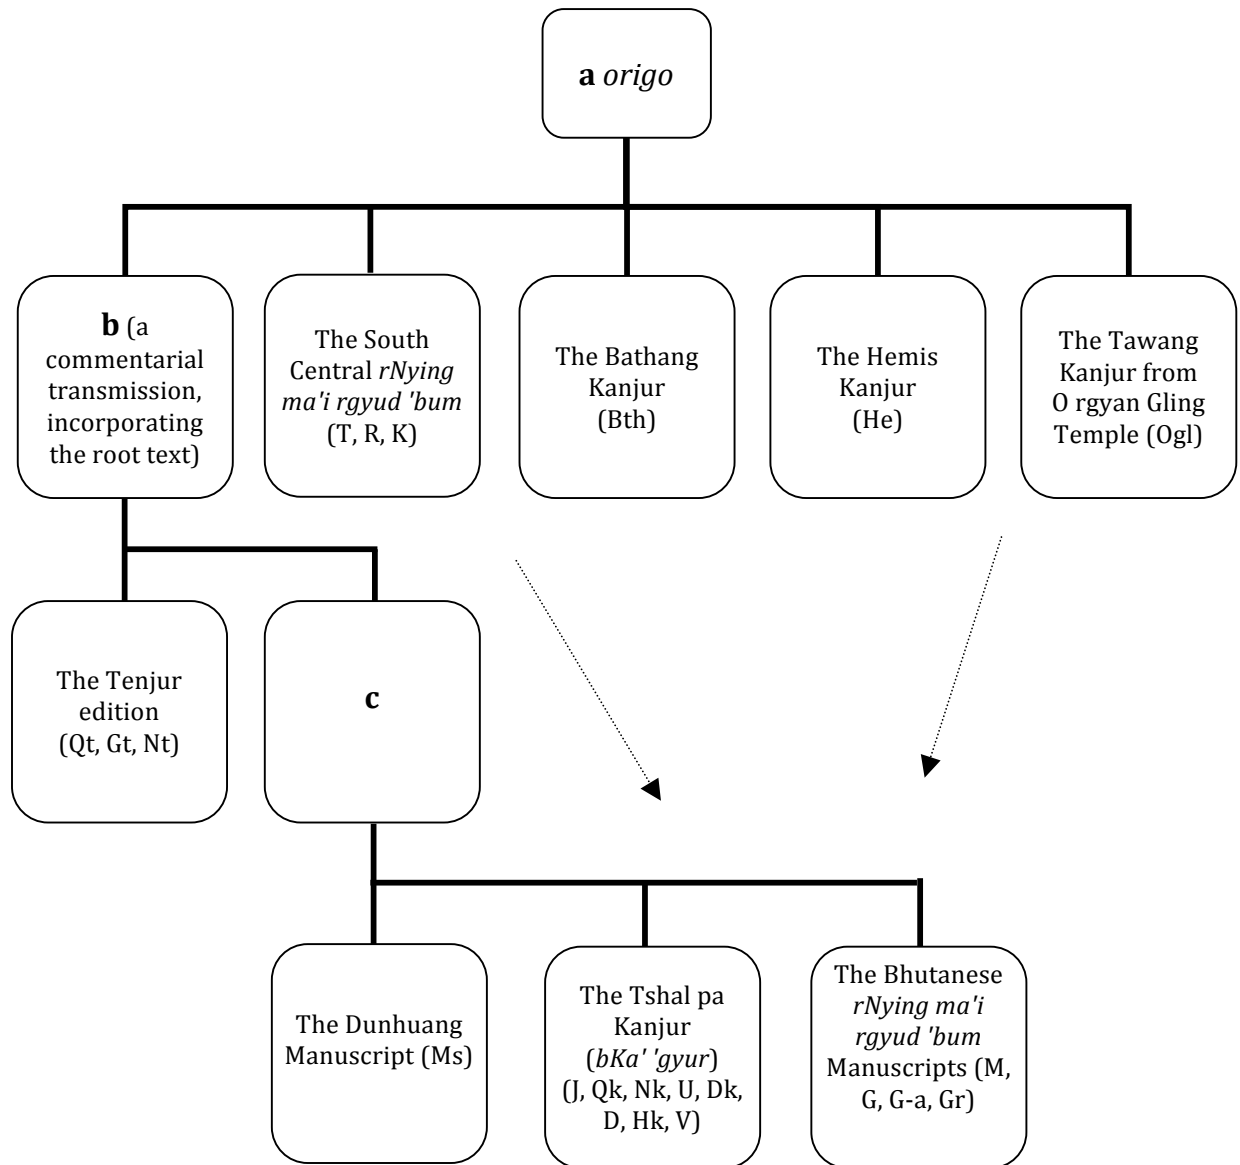 a origo
b (a
commentarial
transmission,
incorporating
the root text)
The South
Central rNying
ma'i rgyud 'bum
(T, R, K)
The Bathang
Kanjur
(Bth)
The Hemis
Kanjur
(He)
The Tawang
Kanjur from
O rgyan Gling
Temple (Ogl)
The Tenjur
edition
(Qt, Gt, Nt)
c
The Dunhuang
Manuscript (Ms)
The Tshal pa
Kanjur
(bKa' 'gyur)
(J, Qk, Nk, U, Dk,
D, Hk, V)
The Bhutanese
rNying ma'i
rgyud 'bum
Manuscripts (M,
G, G-a, Gr)